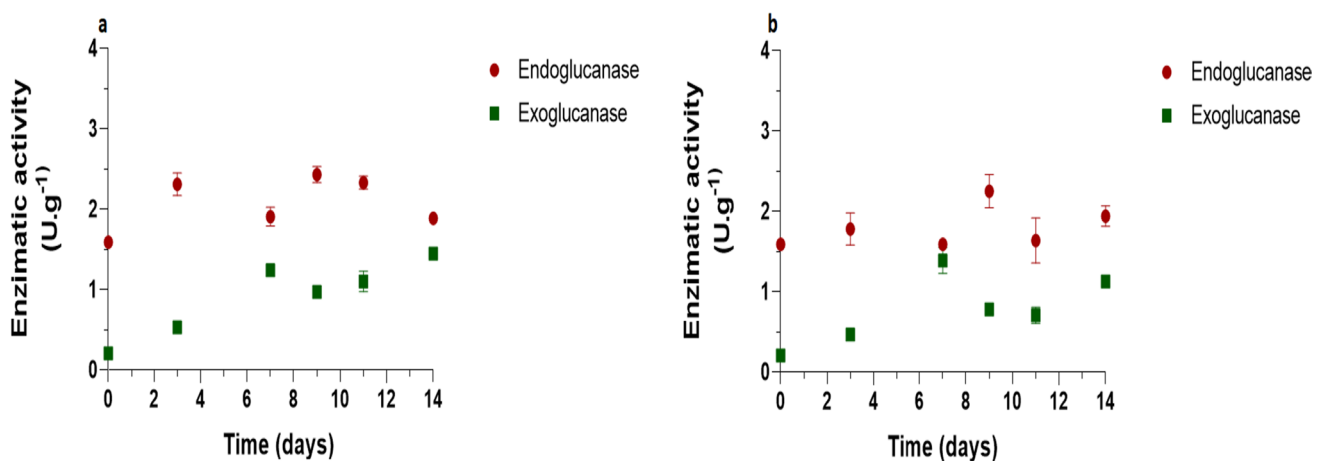 a
Enzimatic activity
(U.g-1)
4
3
2
1
0
0 2 4 6 8 10 12 14
Time (days)
Endoglucanase
Exoglucanase
b
Enzimatic activity
(U.g-1)
4
3
2
1
0
0 2 4 6 8 10 12 14
Time (days)
Endoglucanase
Exoglucanase